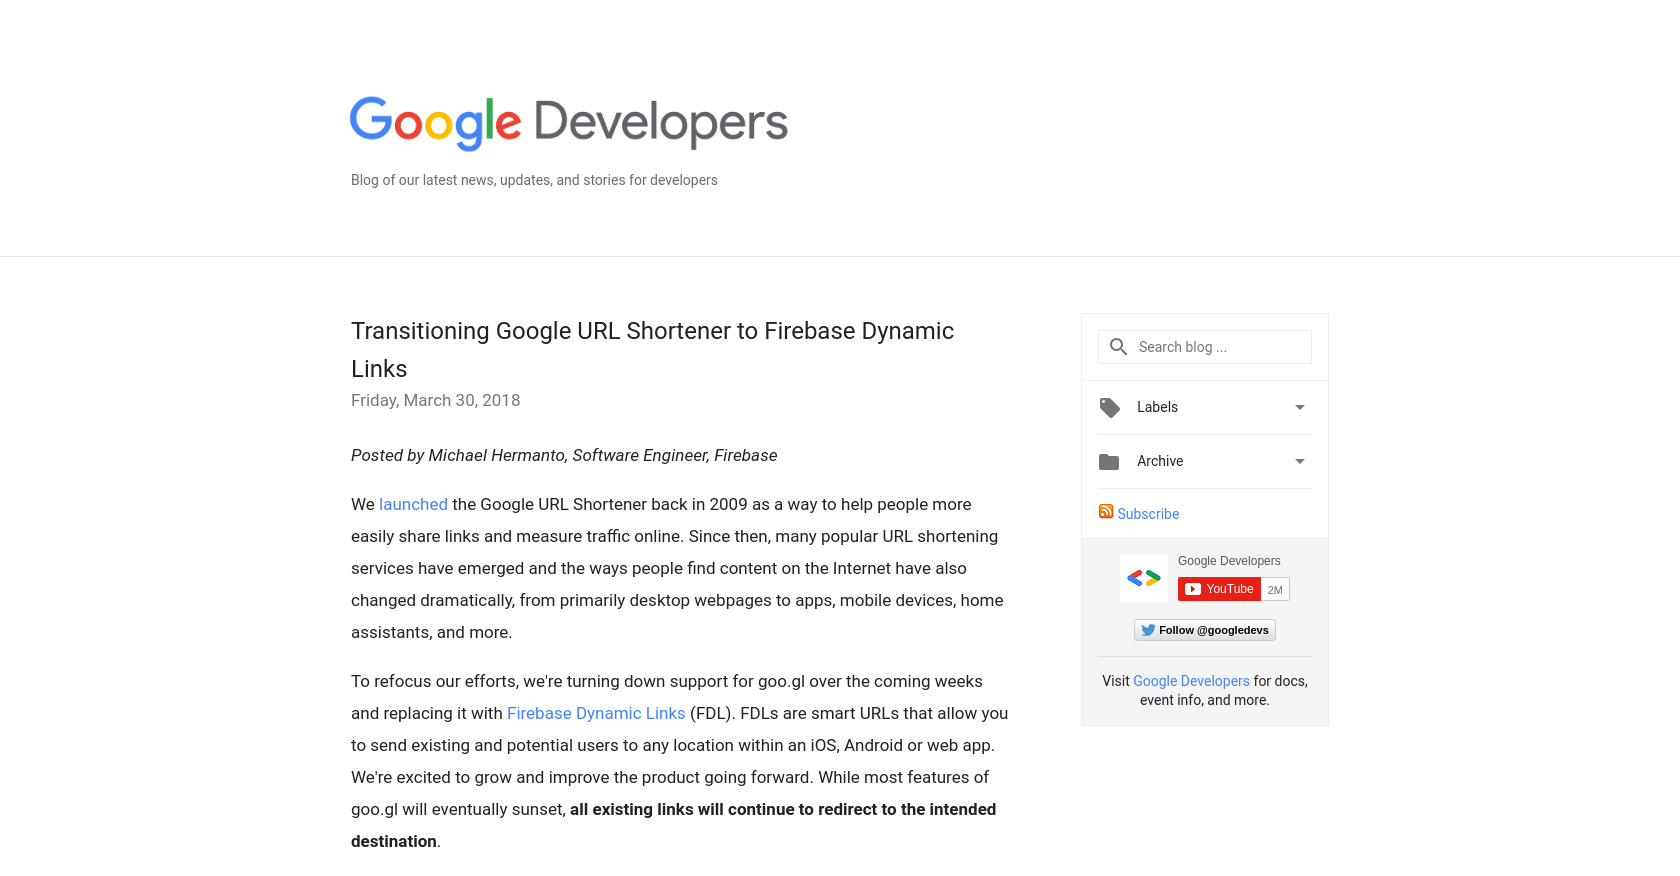 Google Developers
Blog of our latest news, updates, and stories for developers
Transitioning Google URL Shortener to Firebase Dynamic
Links
Friday, March 30, 2018
Posted by Michael Hermanto, Software Engineer, Firebase
We launched the Google URL Shortener back in 2009 as a way to help people more
easily share links and measure traffic online. Since then, many popular URL shortening
services have emerged and the ways people find content on the Internet have also
changed dramatically, from primarily desktop webpages to apps, mobile devices, home
assistants, and more.
To refocus our efforts, we're turning down support for goo.gl over the coming weeks
and replacing it with Firebase Dynamic Links (FDL). FDLs are smart URLs that allow you
to send existing and potential users to any location within an iOS, Android or web app.
We're excited to grow and improve the product going forward. While most features of
goo.gl will eventually sunset, all existing links will continue to redirect to the intended
destination.
Search blog ...
Labels
Archive
Subscribe
Google Developers
YouTube 2M
Follow @googledevs
Visit Google Developers for docs,
event info, and more.